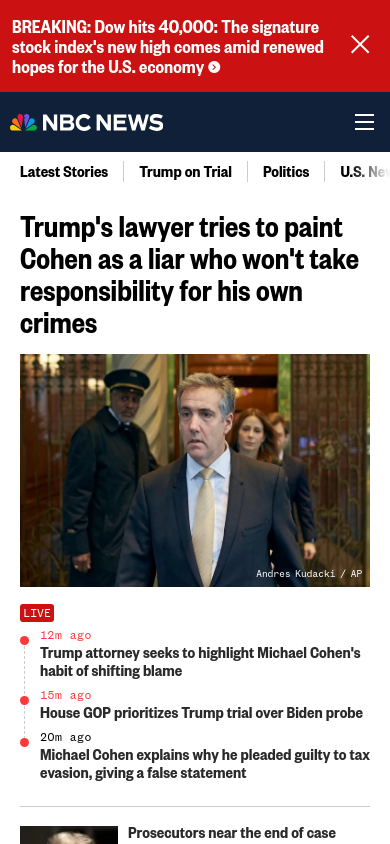 BREAKING: Dow hits 40,000: The signature
stock index's new high comes amid renewed
hopes for the U.S. economy
NBC NEWS
Latest Stories
Trump on Trial
Politics
U.S. New
Trump's lawyer tries to paint
Cohen as a liar who won't take
responsibility for his own
crimes
Andres Kudacki / AP
LIVE
12m ago
Trump attorney seeks to highlight Michael Cohen's
habit of shifting blame
15m ago
House GOP prioritizes Trump trial over Biden probe
20m ago
Michael Cohen explains why he pleaded guilty to tax
evasion, giving a false statement
Prosecutors near the end of case